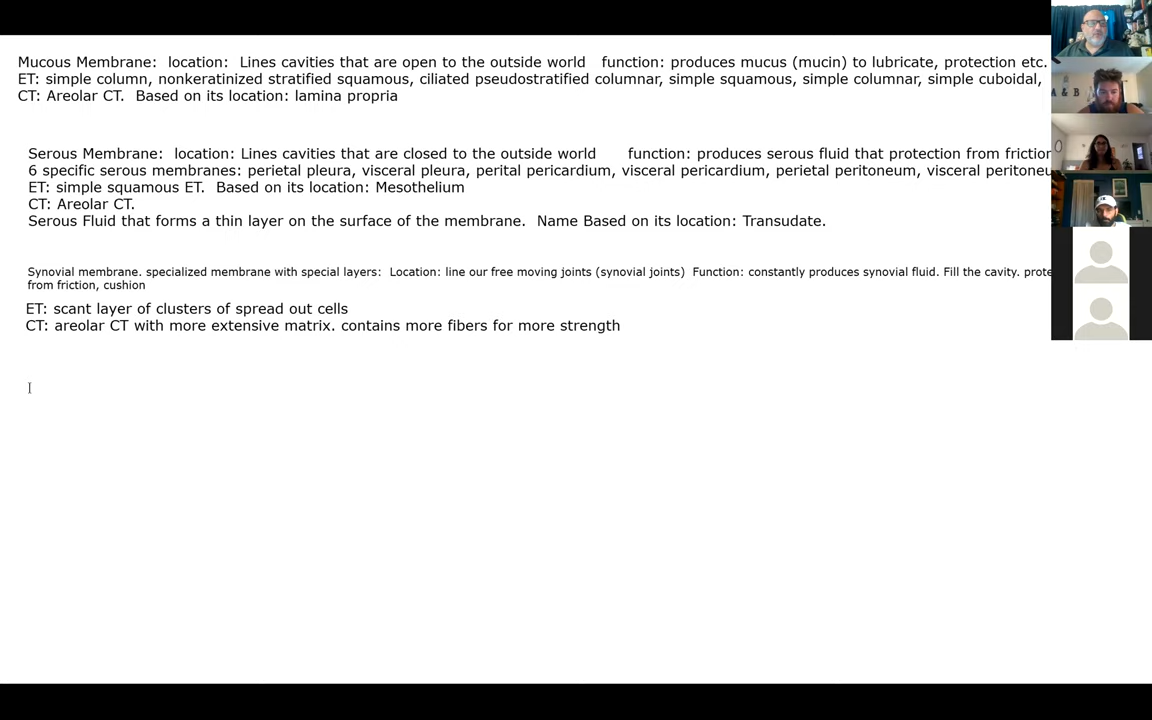 Mucous Membrane: location: Lines cavities that are open to the outside world function: produces mucus (mucin) to lubricate, protection etc.
ET: simple column, nonkeratinized stratified squamous, ciliated pseudostratified columnar, simple squamous, simple columnar, simple cuboidal,
CT: Areolar CT. Based on its location: lamina propria
Serous Membrane: location: Lines cavities that are closed to the outside world function: produces serous fluid that protection from friction
6 specific serous membranes: perietal pleura, visceral pleura, perital pericardium, visceral pericardium, perietal peritoneum, visceral peritoneu
ET: simple squamous ET. Based on its location: Mesothelium
CT: Areolar CT.
Serous Fluid that forms a thin layer on the surface of the membrane. Name Based on its location: Transudate.
Synovial membrane. specialized membrane with special layers: Location: line our free moving joints (synovial joints) Function: constantly produces synovial fluid. Fill the cavity. prote
from friction, cushion
ET: scant layer of clusters of spread out cells
CT: areolar CT with more extensive matrix. contains more fibers for more strength